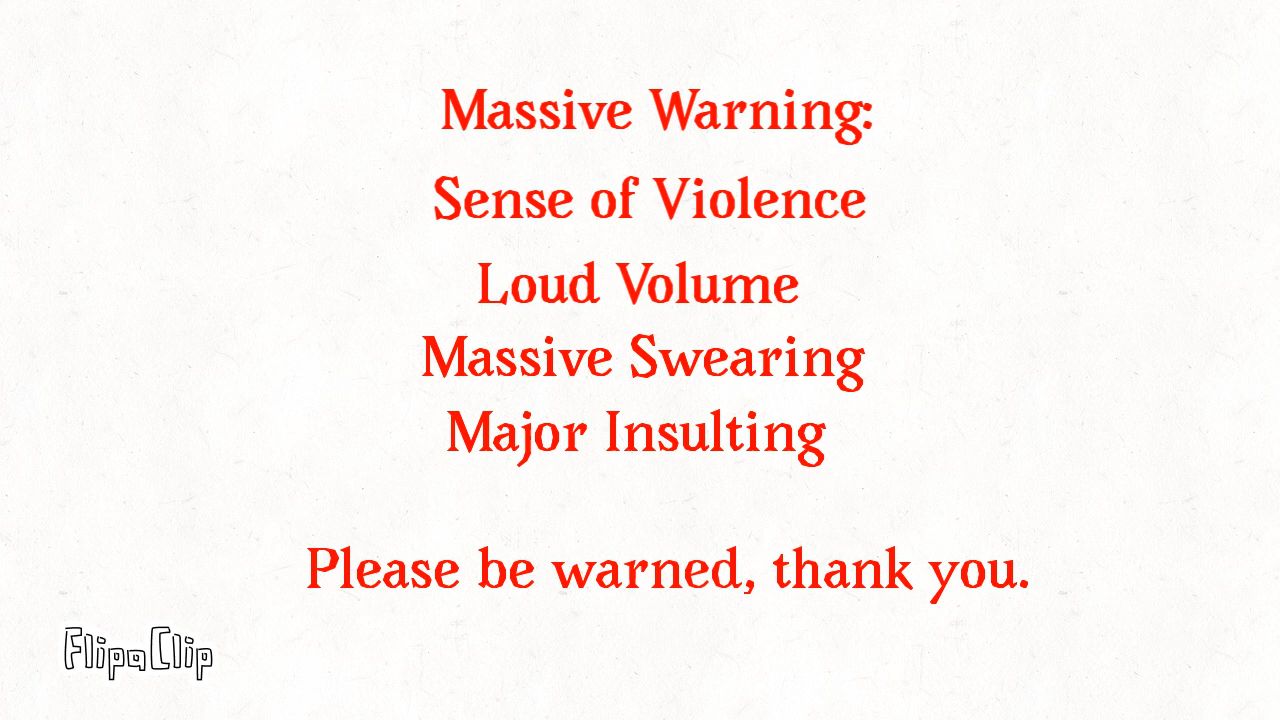 Massive Warning:
Sense of Violence
Loud Volume
Massive Swearing
Major Insulting
Please be warned, thank you.
FlipaClip